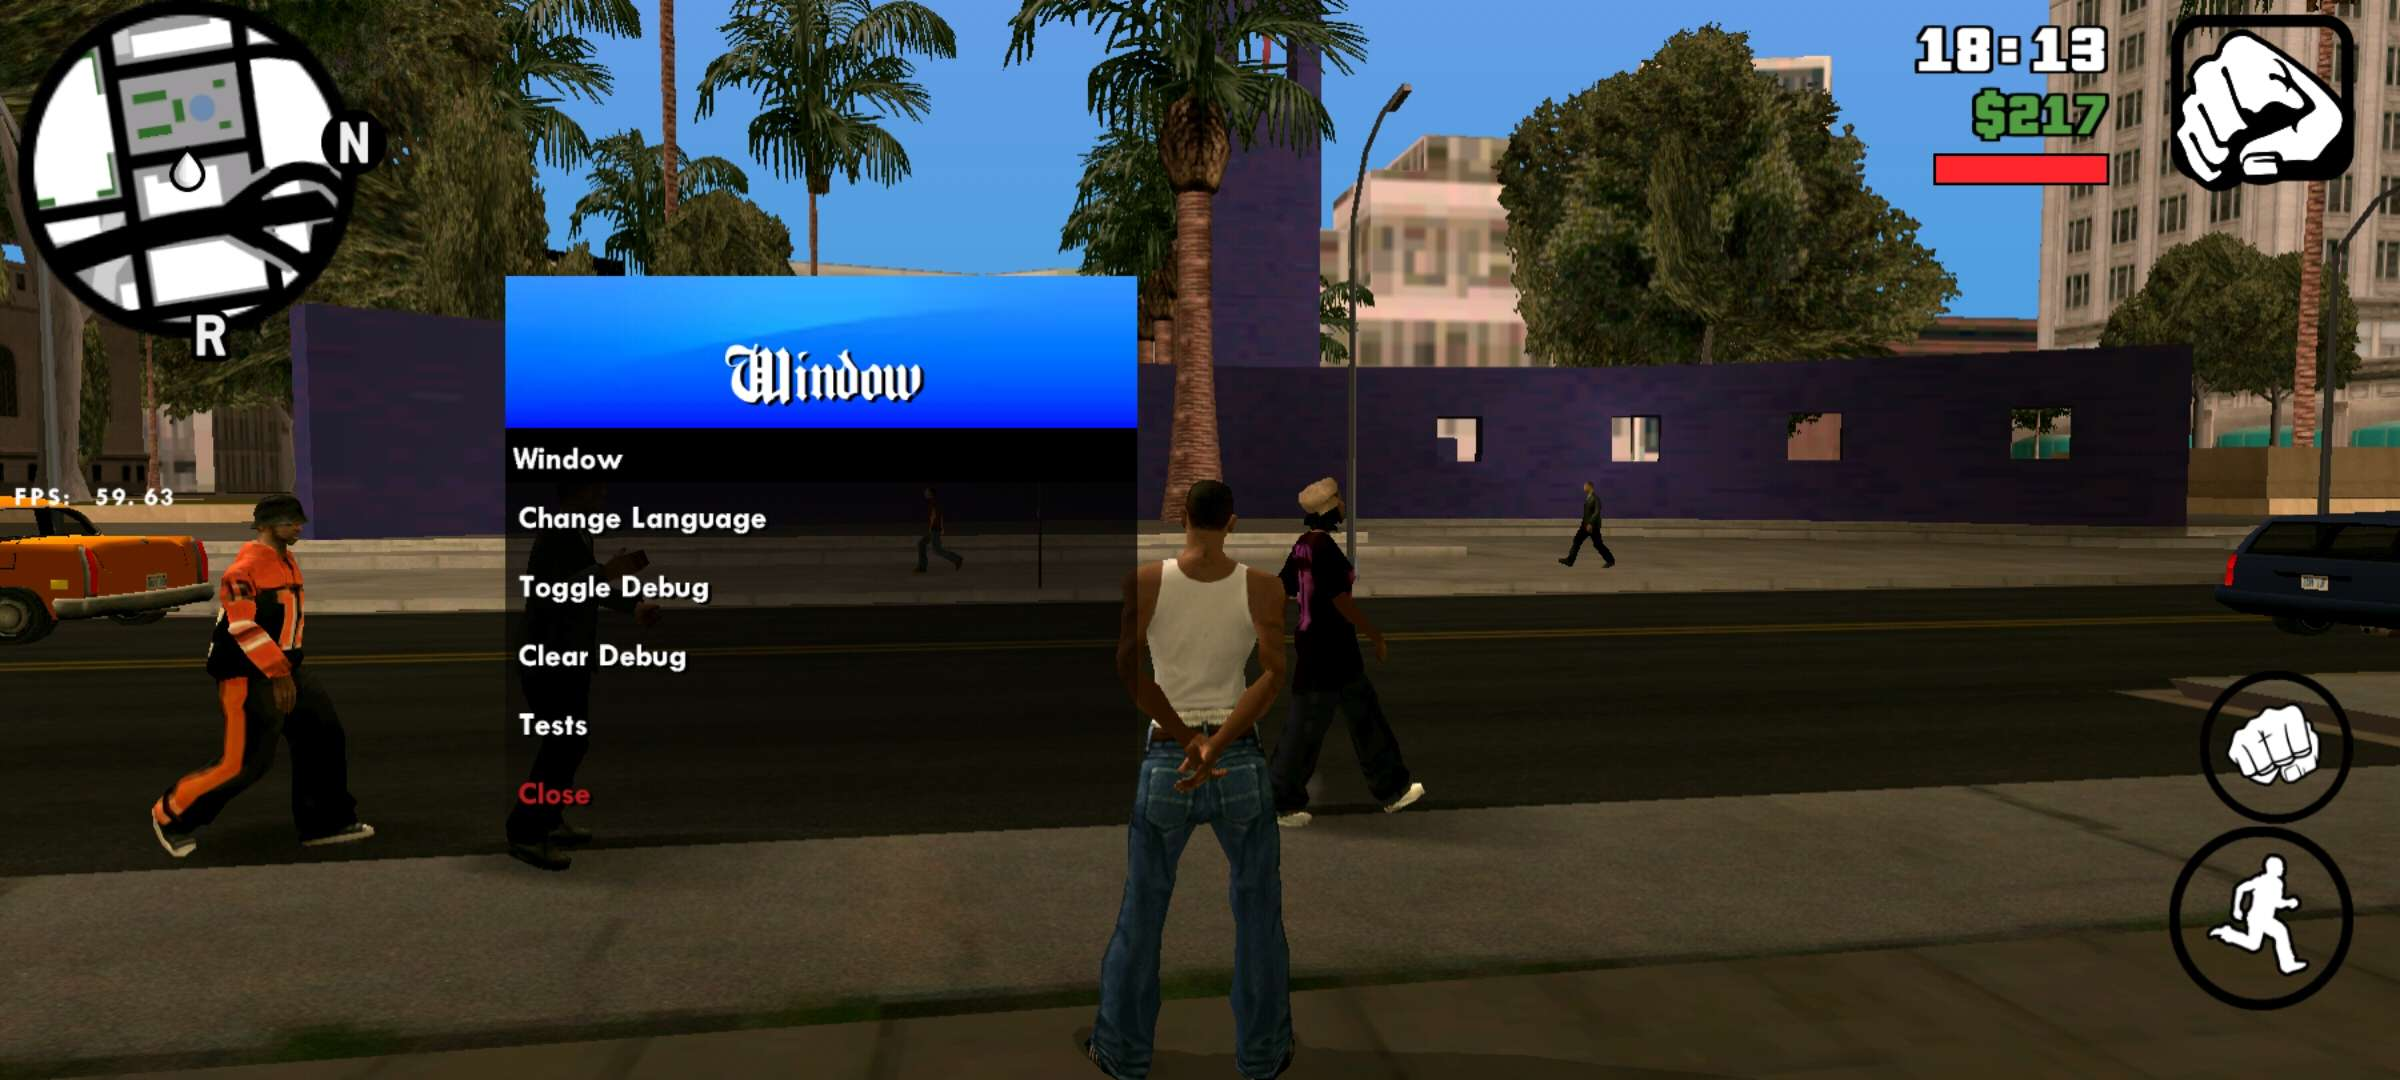 N
R
18:13
$217
FPS: 59.63
Window
Window
Change Language
Toggle Debug
Clear Debug
Tests
Close